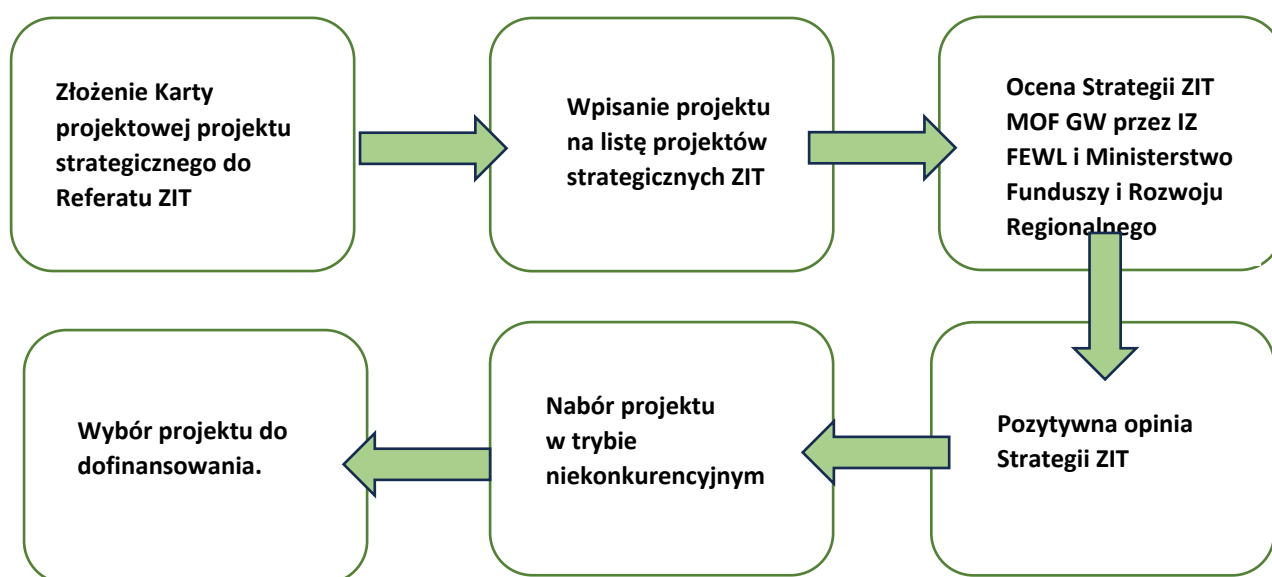 Złożenie Karty
projektowej projektu
strategicznego do
Referatu ZIT
Wpisanie projektu
na listę projektów
strategicznych ZIT
Ocena Strategii ZIT
MOF GW przez IZ
FEWL i Ministerstwo
Funduszy i Rozwoju
Regionalnego
Pozytywna opinia
Strategii ZIT
Nabór projektu
w trybie
niekonkurencyjnym
Wybór projektu do
dofinansowania.